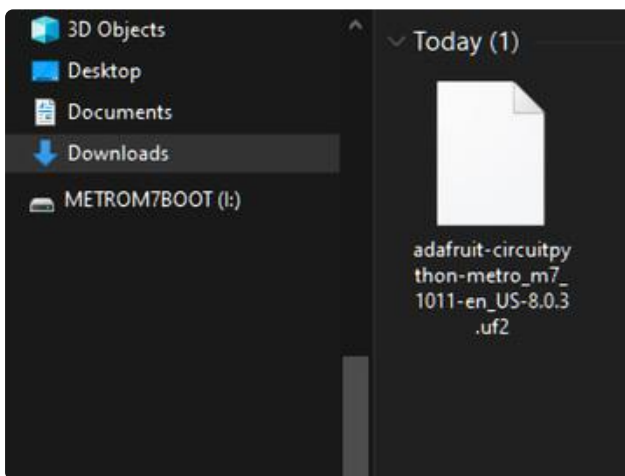 3D Objects
Desktop
Documents
Downloads
METROM7BOOT (I:)
Today (1)
adafruit-circuitpy
thon-metro_m7_
1011-en_US-8.0.3
.uf2